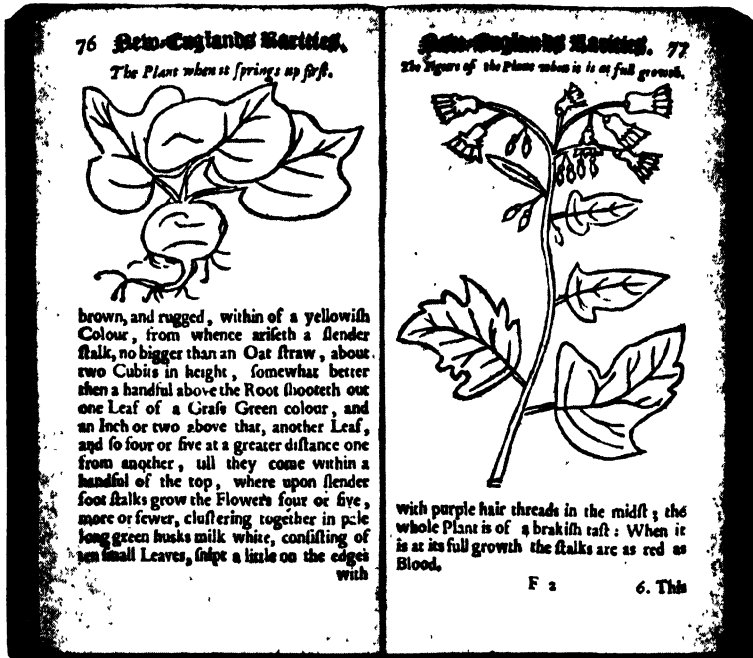 76 New-Englands Rarities.
The Plant when it ſprings up firſt.
brown, and rugged, within of a yellowiſh
Colour, from whence ariſeth a ſlender
ſtalk, no bigger than an Oat ſtraw, about
two Cubits in height, ſomewhat better
then a handful above the Root ſhooteth out
one Leaf of a Graſs Green colour, and
an Inch or two above that, another Leaf,
and ſo four or five at a greater diſtance one
from another, till they come within a
handful of the top, where upon ſlender
foot ſtalks grow the Flowers four or five,
more or fewer, cluſtering together in pale
long green husks milk white, conſiſting of
ten ſmall Leaves, ſnipt a little on the edges
with
New-Englands Rarities. 77
The Figure of the Plant when it is at full growth.
with purple hair threads in the midſt; the
whole Plant is of a brakiſh taſt: When it
is at its full growth the ſtalks are as red as
Blood.
F 2 6. This